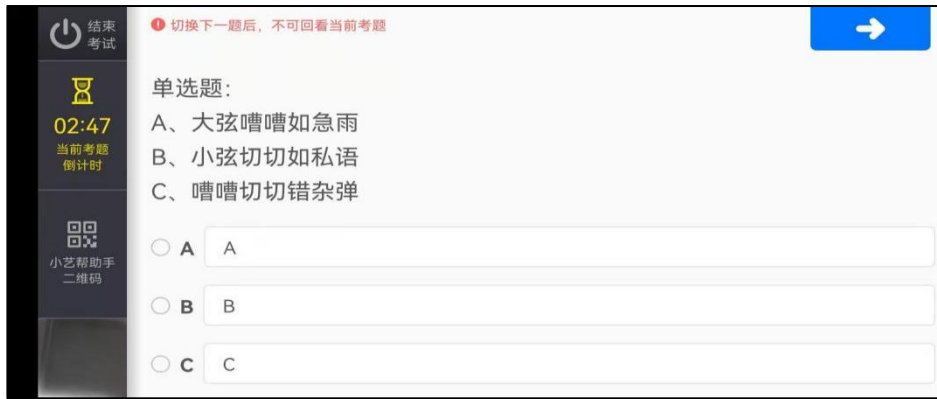 结束
考试
02:47
当前考题
倒计时
小艺帮助手
二维码
切换下一题后，不可回看当前考题
单选题：
A、大弦嘈嘈如急雨
B、小弦切切如私语
C、嘈嘈切切错杂弹
A A
B B
C C